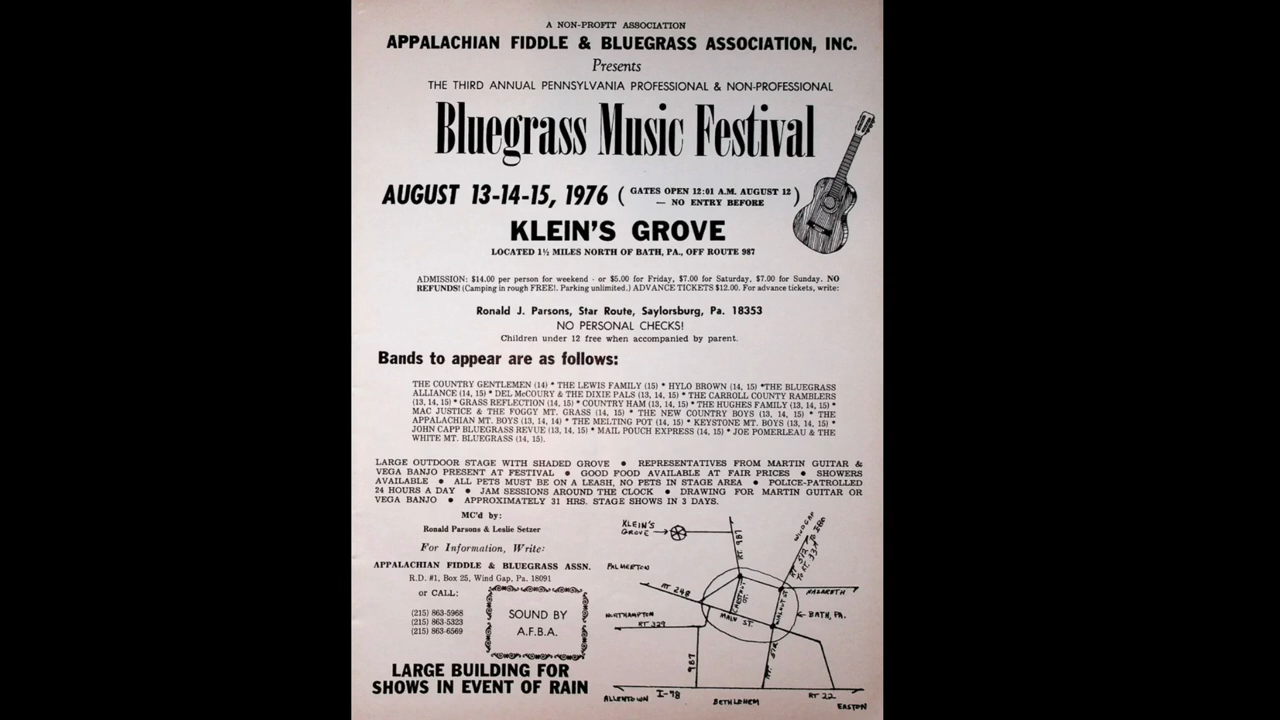 A NON-PROFIT ASSOCIATION
APPALACHIAN FIDDLE & BLUEGRASS ASSOCIATION, INC.
Presents
THE THIRD ANNUAL PENNSYLVANIA PROFESSIONAL & NON-PROFESSIONAL
Bluegrass Music Festival
AUGUST 13-14-15, 1976 ( GATES OPEN 12:01 A.M. AUGUST 12 )
— NO ENTRY BEFORE
KLEIN'S GROVE
LOCATED 1½ MILES NORTH OF BATH, PA., OFF ROUTE 987
ADMISSION: $14.00 per person for weekend - or $5.00 for Friday, $7.00 for Saturday, $7.00 for Sunday. NO
REFUNDS! (Camping in rough FREE!. Parking unlimited.) ADVANCE TICKETS $12.00. For advance tickets, write:
Ronald J. Parsons, Star Route, Saylorsburg, Pa. 18353
NO PERSONAL CHECKS!
Children under 12 free when accompanied by parent.
Bands to appear are as follows:
THE COUNTRY GENTLEMEN (14) * THE LEWIS FAMILY (15) * HYLO BROWN (14, 15) *THE BLUEGRASS
ALLIANCE (14, 15) * DEL McCOURY & THE DIXIE PALS (13, 14, 15) * THE CARROLL COUNTY RAMBLERS
(13, 14, 15) * GRASS REFLECTION (14, 15) * COUNTRY HAM (13, 14, 15) * THE HUGHES FAMILY (13, 14, 15) *
MAC JUSTICE & THE FOGGY MT. GRASS (14, 15) * THE NEW COUNTRY BOYS (13, 14, 15) * THE
APPALACHIAN MT. BOYS (13, 14, 14) * THE MELTING POT (14, 15) * KEYSTONE MT. BOYS (13, 14, 15) *
JOHN CAPP BLUEGRASS REVUE (13, 14, 15) * MAIL POUCH EXPRESS (14, 15) * JOE POMERLEAU & THE
WHITE MT. BLUEGRASS (14, 15).
LARGE OUTDOOR STAGE WITH SHADED GROVE ● REPRESENTATIVES FROM MARTIN GUITAR &
VEGA BANJO PRESENT AT FESTIVAL ● GOOD FOOD AVAILABLE AT FAIR PRICES ● SHOWERS
AVAILABLE ● ALL PETS MUST BE ON A LEASH, NO PETS IN STAGE AREA ● POLICE-PATROLLED
24 HOURS A DAY ● JAM SESSIONS AROUND THE CLOCK ● DRAWING FOR MARTIN GUITAR OR
VEGA BANJO ● APPROXIMATELY 31 HRS. STAGE SHOWS IN 3 DAYS.
MC'd by:
Ronald Parsons & Leslie Setzer
For Information, Write:
APPALACHIAN FIDDLE & BLUEGRASS ASSN.
R.D. #1, Box 25, Wind Gap, Pa. 18091
or CALL:
(215) 863-5968
(215) 863-5323
(215) 863-6569
SOUND BY
A.F.B.A.
LARGE BUILDING FOR
SHOWS IN EVENT OF RAIN
KLEIN'S
GROVE
RT. 987
WINDGAP
RT. 512 TO I80
TO RT. 33
PALMERTON
RT 248
CHESTNUT ST.
WALNUT ST.
NAZARETH
BATH, PA.
NORTHAMPTON
RT 329
MAIN ST.
987
RT. 512
ALLENTOWN
I-78
BETHLEHEM
RT 22
EASTON